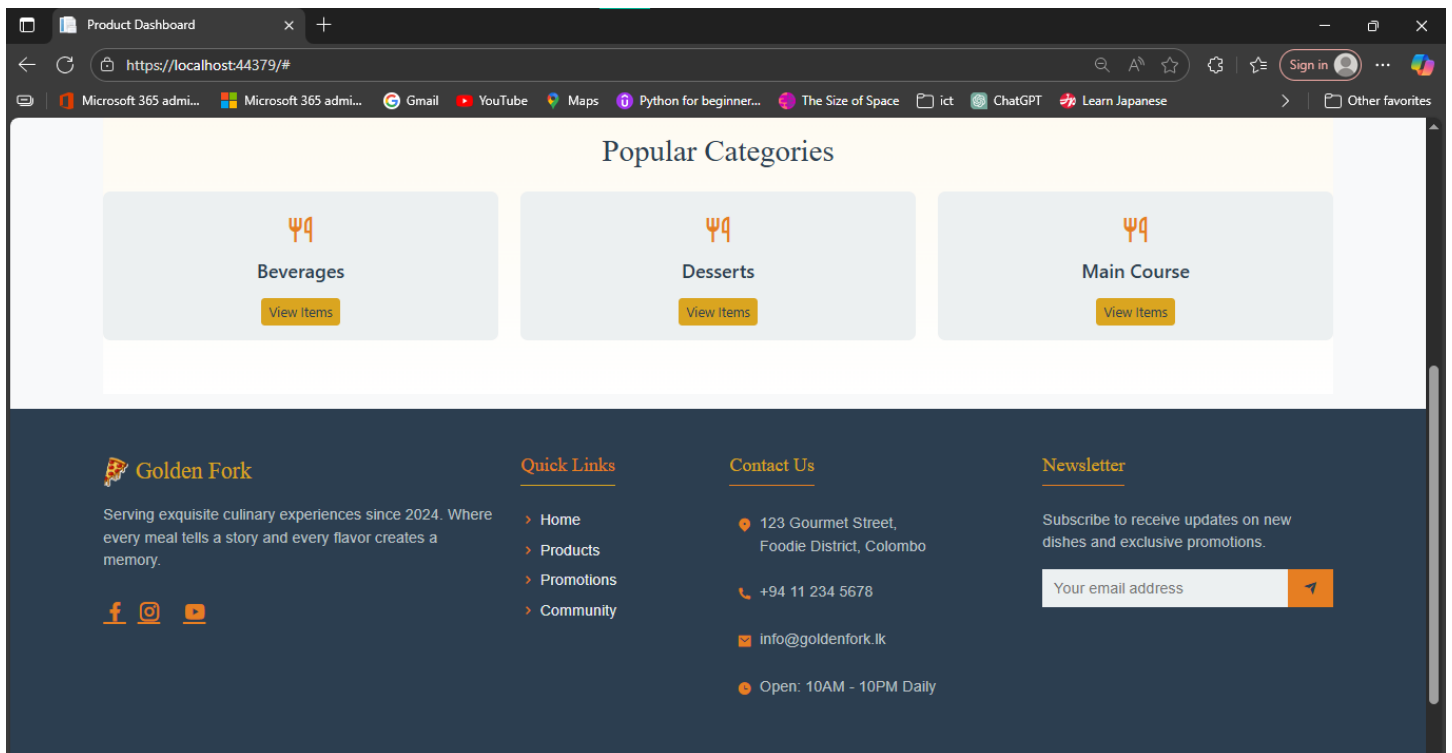 Product Dashboard
https://localhost:44379/#
Sign in
Microsoft 365 admi...
Microsoft 365 admi...
Gmail
YouTube
Maps
Python for beginner...
The Size of Space
ict
ChatGPT
Learn Japanese
Other favorites
Popular Categories
Beverages
View Items
Desserts
View Items
Main Course
View Items
Golden Fork
Serving exquisite culinary experiences since 2024. Where
every meal tells a story and every flavor creates a
memory.
Quick Links
Home
Products
Promotions
Community
Contact Us
123 Gourmet Street,
Foodie District, Colombo
+94 11 234 5678
info@goldenfork.lk
Open: 10AM - 10PM Daily
Newsletter
Subscribe to receive updates on new
dishes and exclusive promotions.
Your email address